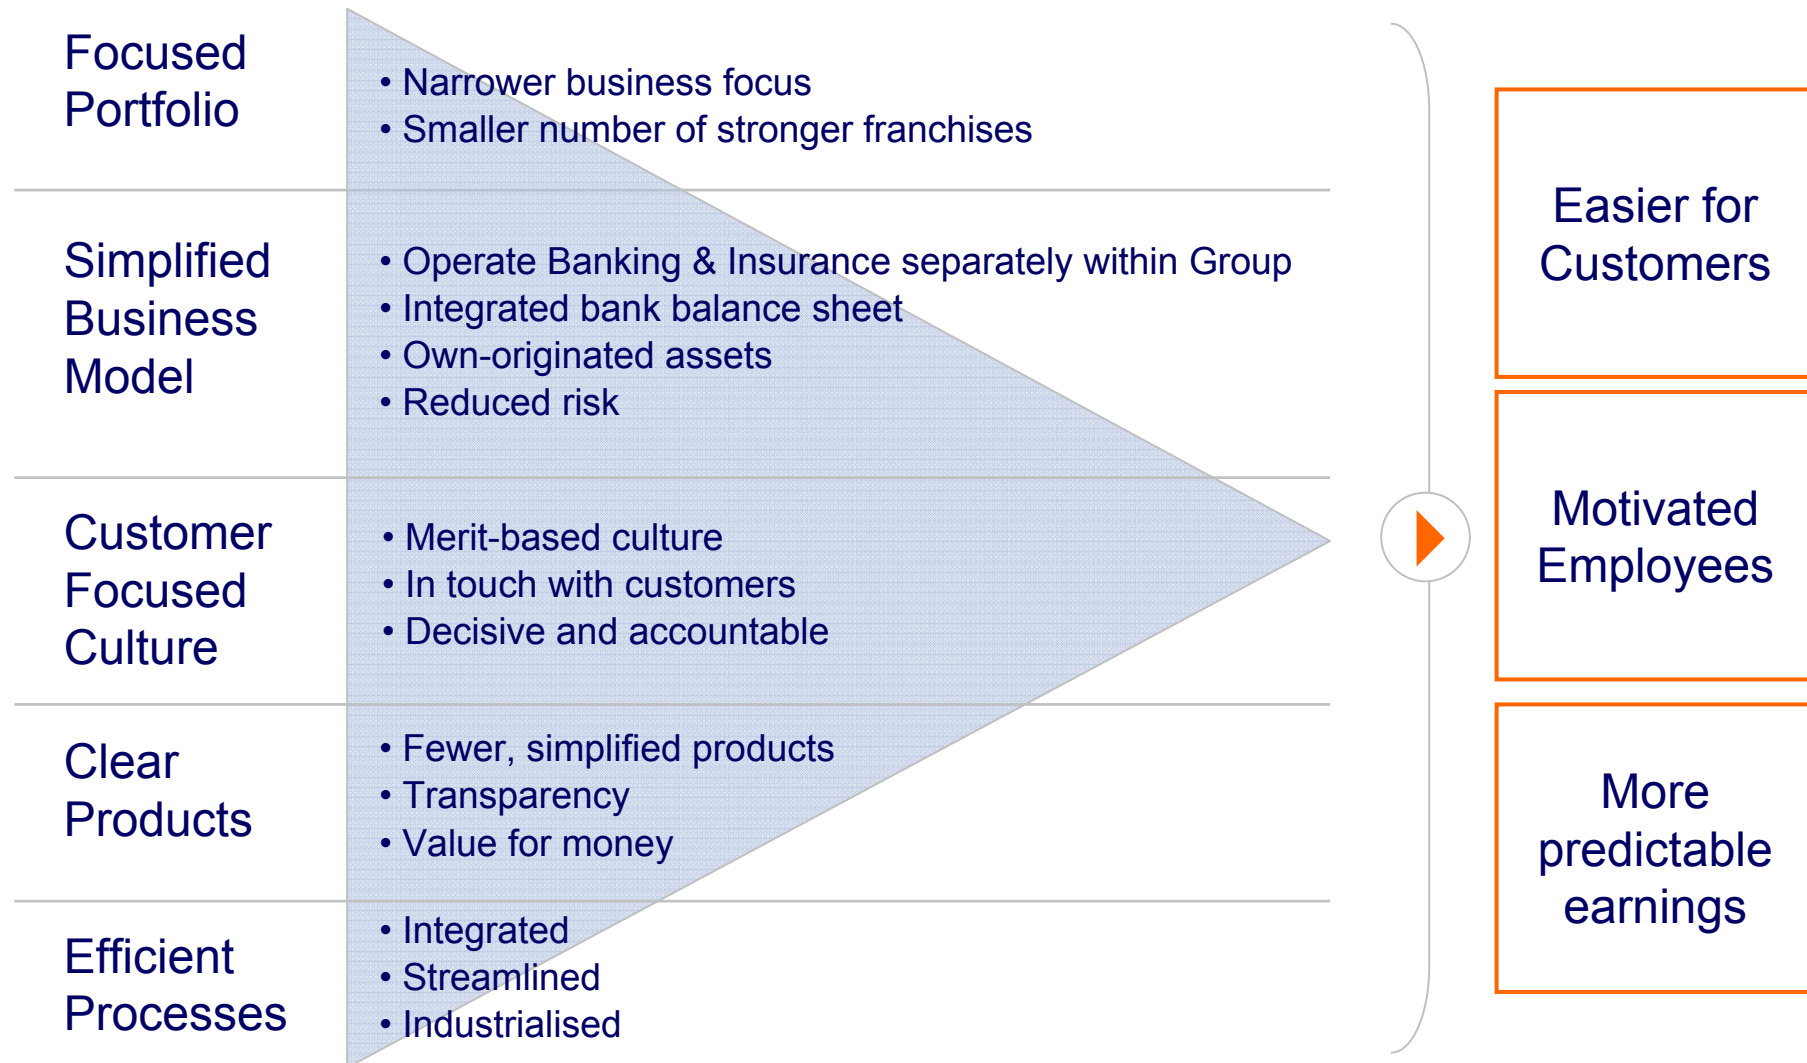 Focused
Portfolio
• Narrower business focus
• Smaller number of stronger franchises
Simplified
Business
Model
• Operate Banking & Insurance separately within Group
• Integrated bank balance sheet
• Own-originated assets
• Reduced risk
Customer
Focused
Culture
• Merit-based culture
• In touch with customers
• Decisive and accountable
Clear
Products
• Fewer, simplified products
• Transparency
• Value for money
Efficient
Processes
• Integrated
• Streamlined
• Industrialised
Easier for
Customers
Motivated
Employees
More
predictable
earnings